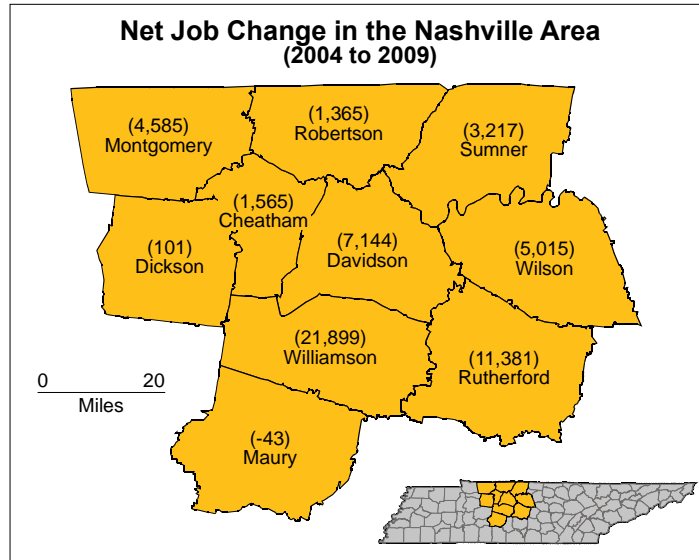 Net Job Change in the Nashville Area
(2004 to 2009)
(4,585)
Montgomery
(1,365)
Robertson
(3,217)
Sumner
(1,565)
Cheatham
(101)
Dickson
(7,144)
Davidson
(5,015)
Wilson
(21,899)
Williamson
(11,381)
Rutherford
0 20
Miles
(-43)
Maury